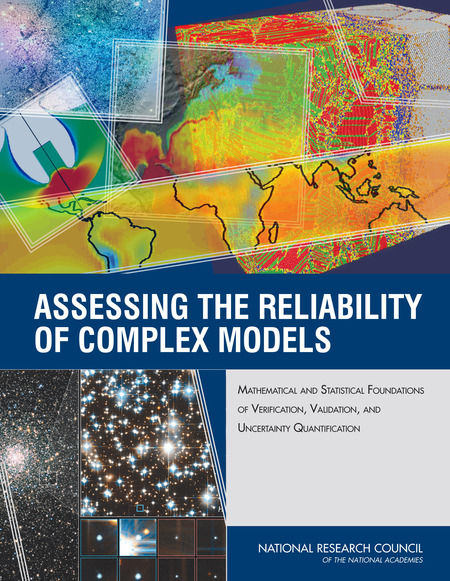 ASSESSING THE RELIABILITY
OF COMPLEX MODELS
MATHEMATICAL AND STATISTICAL FOUNDATIONS
OF VERIFICATION, VALIDATION, AND
UNCERTAINTY QUANTIFICATION
NATIONAL RESEARCH COUNCIL
OF THE NATIONAL ACADEMIES